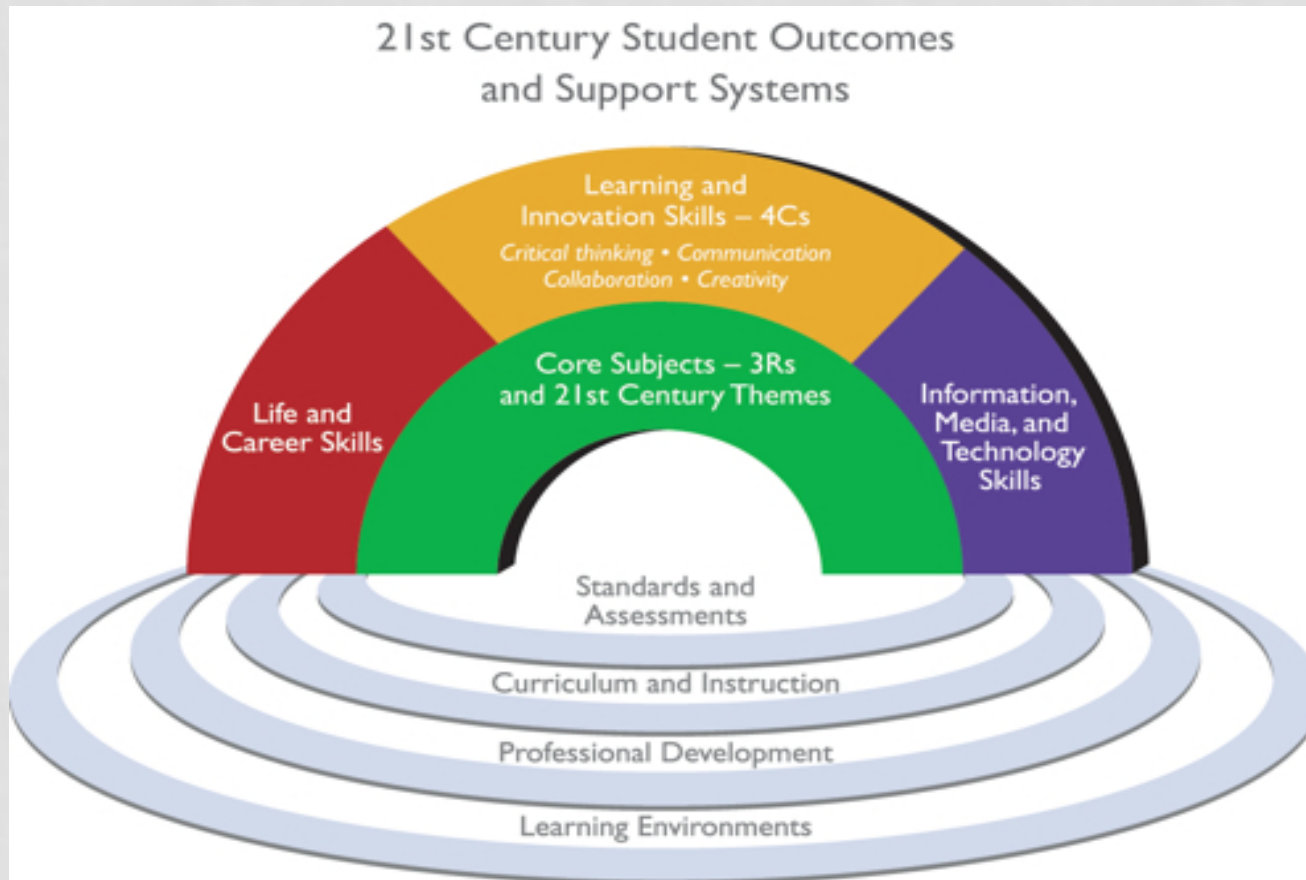 21st Century Student Outcomes
and Support Systems
Learning and
Innovation Skills – 4Cs
Critical thinking • Communication
Collaboration • Creativity
Core Subjects – 3Rs
and 21st Century Themes
Life and
Career Skills
Information,
Media, and
Technology
Skills
Standards and
Assessments
Curriculum and Instruction
Professional Development
Learning Environments